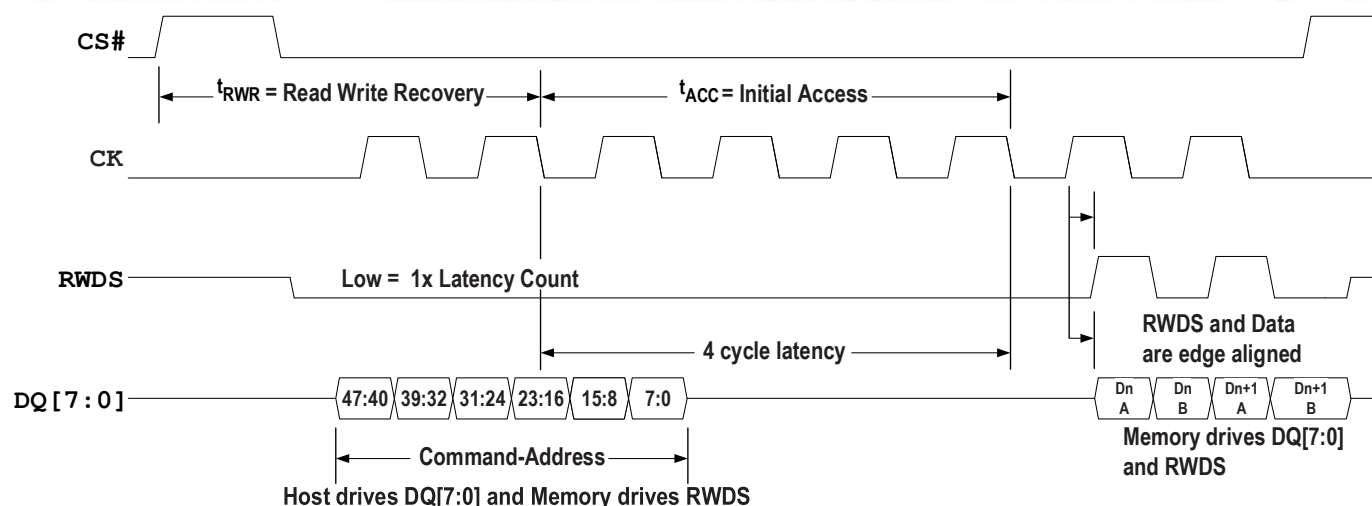 CS#
tRWR = Read Write Recovery
tACC = Initial Access
CK
RWDS
Low = 1x Latency Count
RWDS and Data
are edge aligned
4 cycle latency
DQ[7:0]
47:40 39:32 31:24 23:16 15:8 7:0
Dn A
Dn B
Dn+1 A
Dn+1 B
Command-Address
Memory drives DQ[7:0]
and RWDS
Host drives DQ[7:0] and Memory drives RWDS